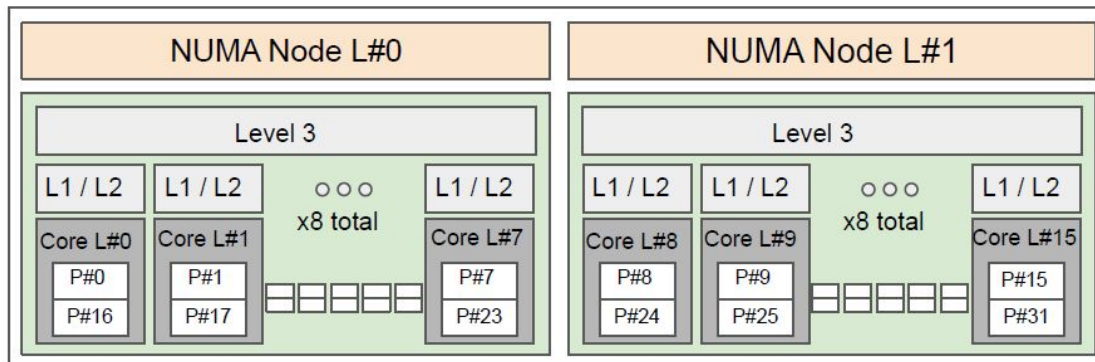 NUMA Node L#0
NUMA Node L#1
Level 3
Level 3
L1 / L2
L1 / L2
L1 / L2
L1 / L2
L1 / L2
L1 / L2
x8 total
x8 total
Core L#0
Core L#1
Core L#7
Core L#8
Core L#9
Core L#15
P#0
P#1
P#7
P#8
P#9
P#15
P#16
P#17
P#23
P#24
P#25
P#31